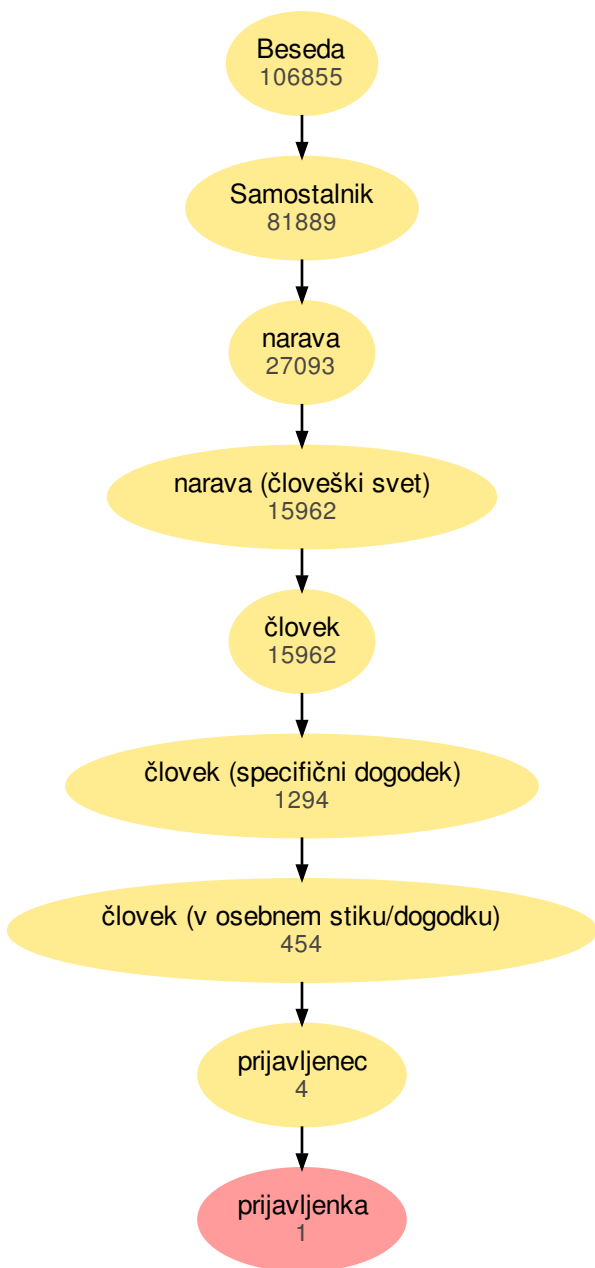 Beseda
106855
Samostalnik
81889
narava
27093
narava (človeški svet)
15962
človek
15962
človek (specifični dogodek)
1294
človek (v osebnem stiku/dogodku)
454
prijavljenec
4
prijavljenka
1